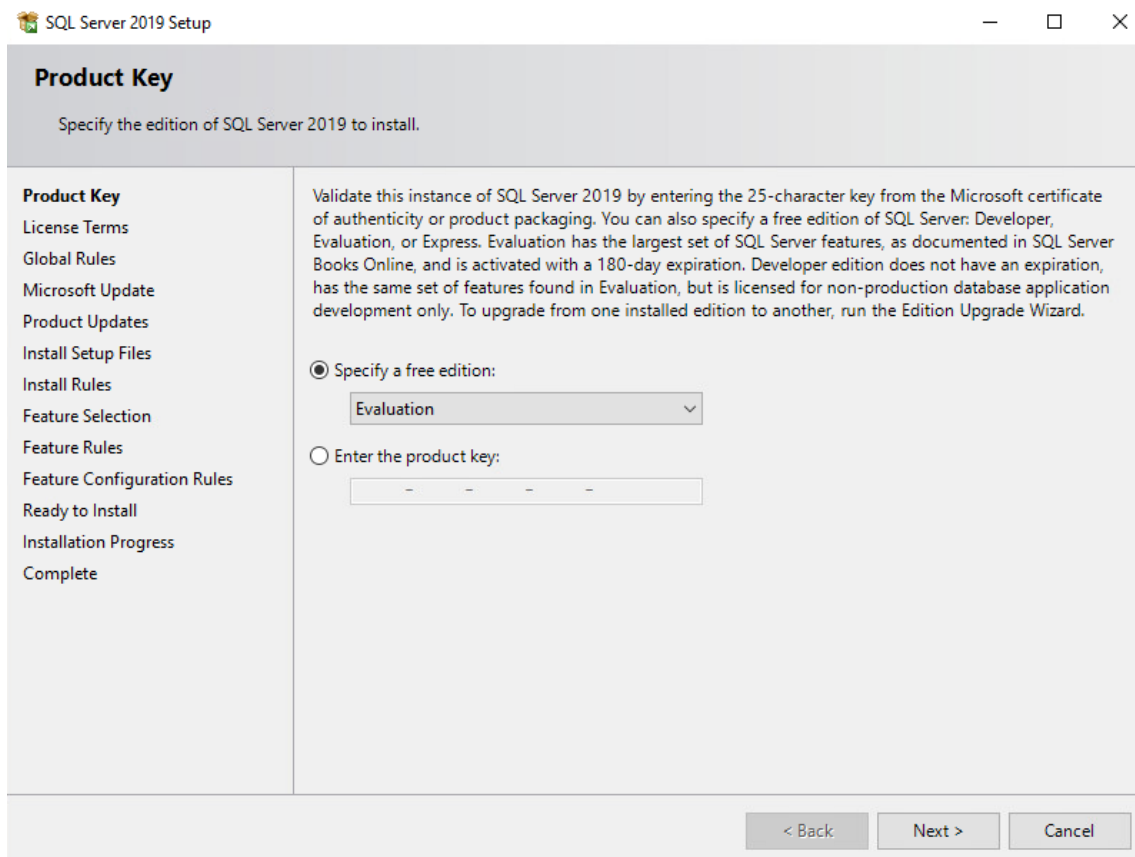 SQL Server 2019 Setup
Product Key
Specify the edition of SQL Server 2019 to install.
Product Key
License Terms
Global Rules
Microsoft Update
Product Updates
Install Setup Files
Install Rules
Feature Selection
Feature Rules
Feature Configuration Rules
Ready to Install
Installation Progress
Complete
Validate this instance of SQL Server 2019 by entering the 25-character key from the Microsoft certificate
of authenticity or product packaging. You can also specify a free edition of SQL Server: Developer,
Evaluation, or Express. Evaluation has the largest set of SQL Server features, as documented in SQL Server
Books Online, and is activated with a 180-day expiration. Developer edition does not have an expiration,
has the same set of features found in Evaluation, but is licensed for non-production database application
development only. To upgrade from one installed edition to another, run the Edition Upgrade Wizard.
Specify a free edition:
Evaluation
Enter the product key:
- - - -
< Back
Next >
Cancel